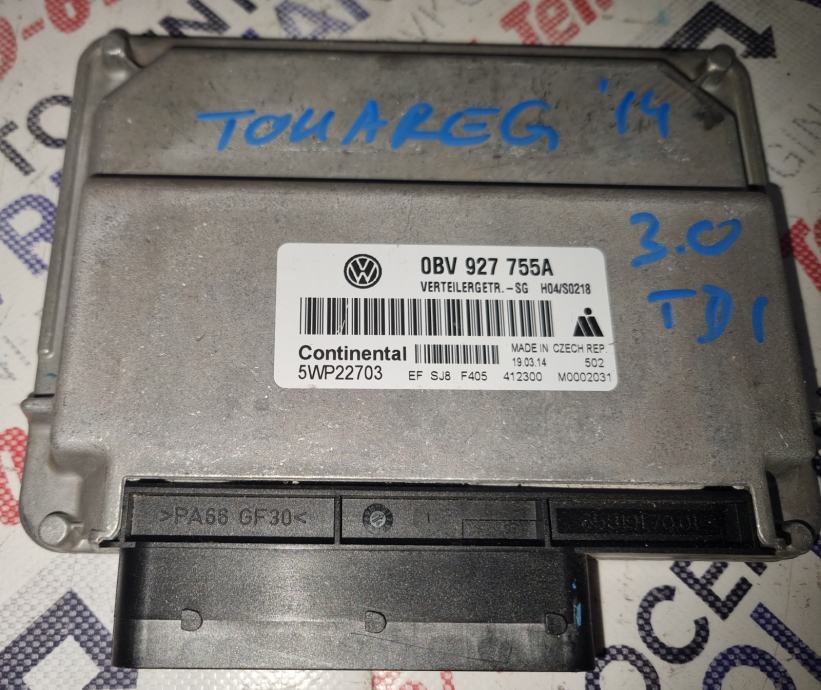 TOUAREG '14
3.0
TDI
0BV 927 755A
VERTEILERGETR.-SG H04/S0218
Continental
MADE IN CZECH REP.
19.03.14 502
5WP22703 EF SJ8 F405 412300 M0002031
>PA66 GF30<